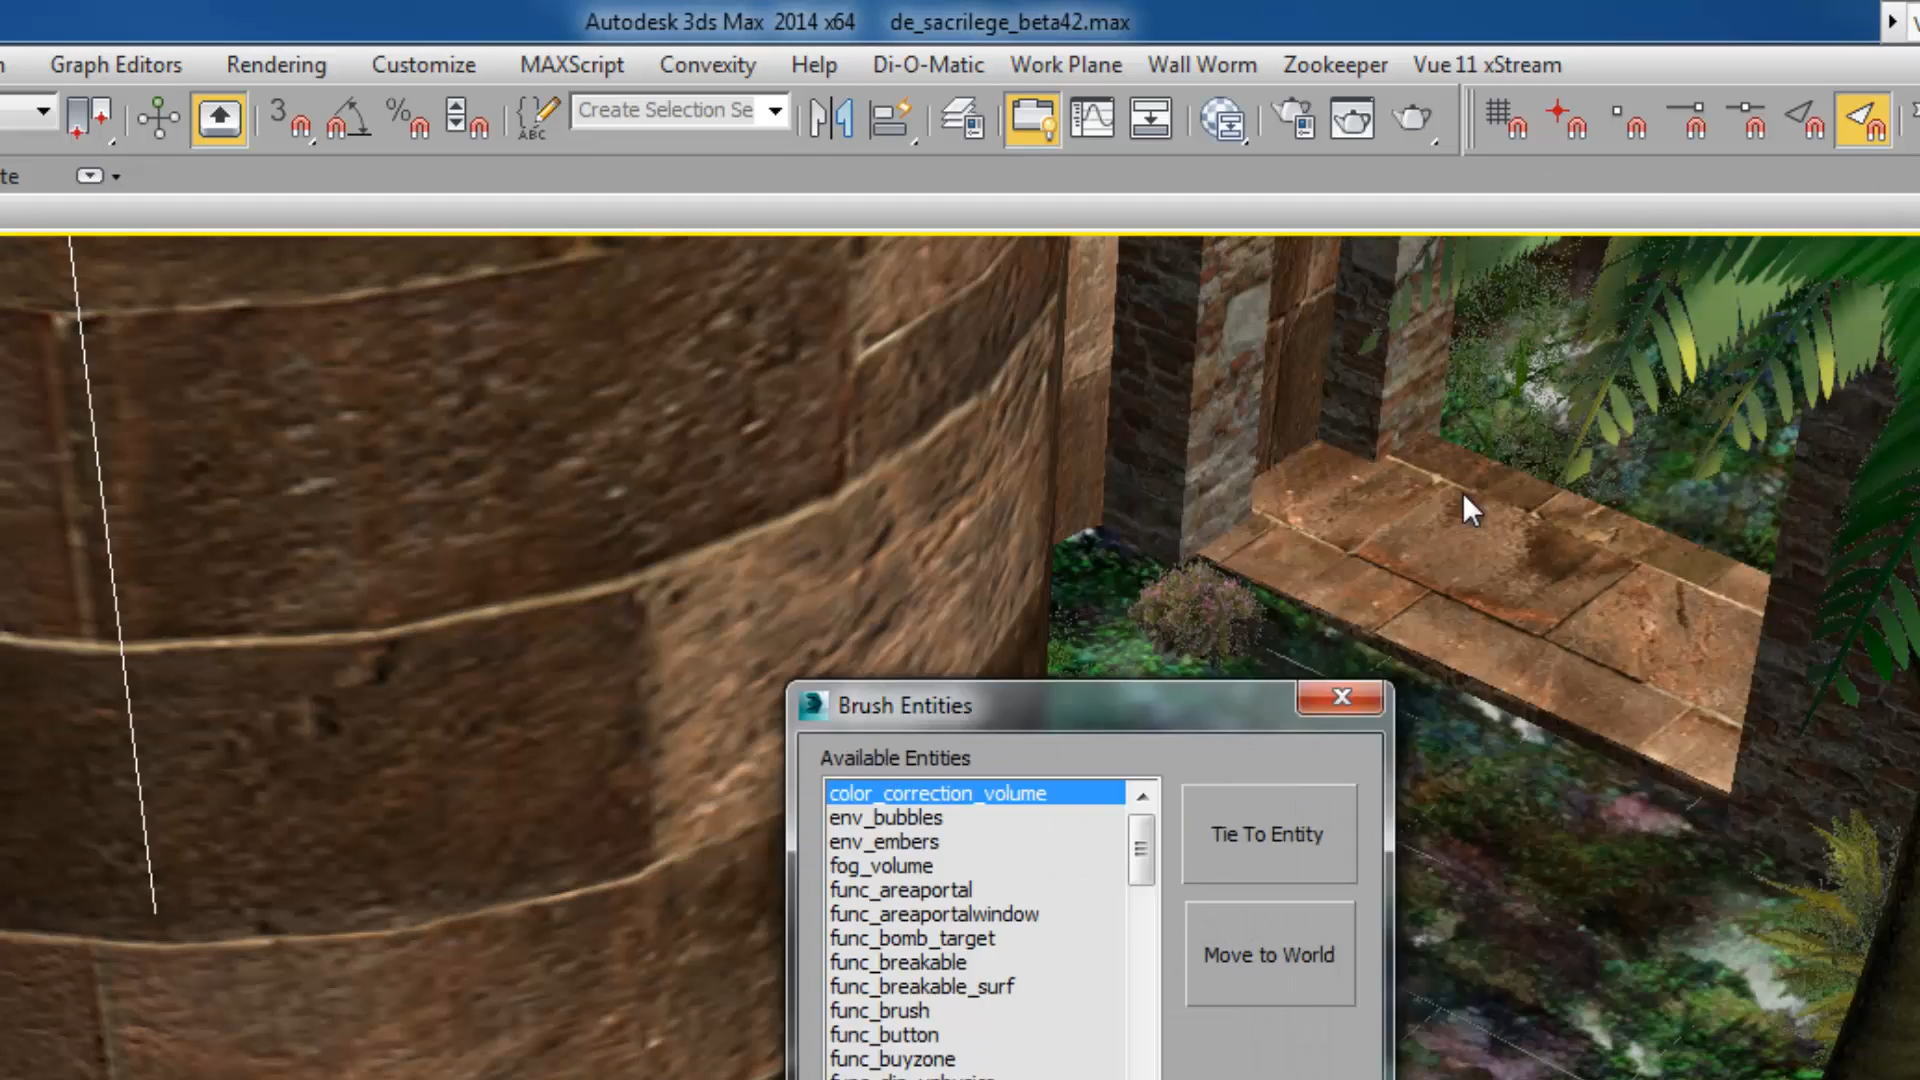 Autodesk 3ds Max 2014 x64 de_sacrilege_beta42.max
Graph Editors Rendering Customize MAXScript Convexity Help Di-O-Matic Work Plane Wall Worm Zookeeper Vue 11 xStream
3 % ABC Create Selection Se
te
Brush Entities
Available Entities
color_correction_volume
env_bubbles
env_embers
fog_volume
func_areaportal
func_areaportalwindow
func_bomb_target
func_breakable
func_breakable_surf
func_brush
func_button
func_buyzone
Tie To Entity
Move to World